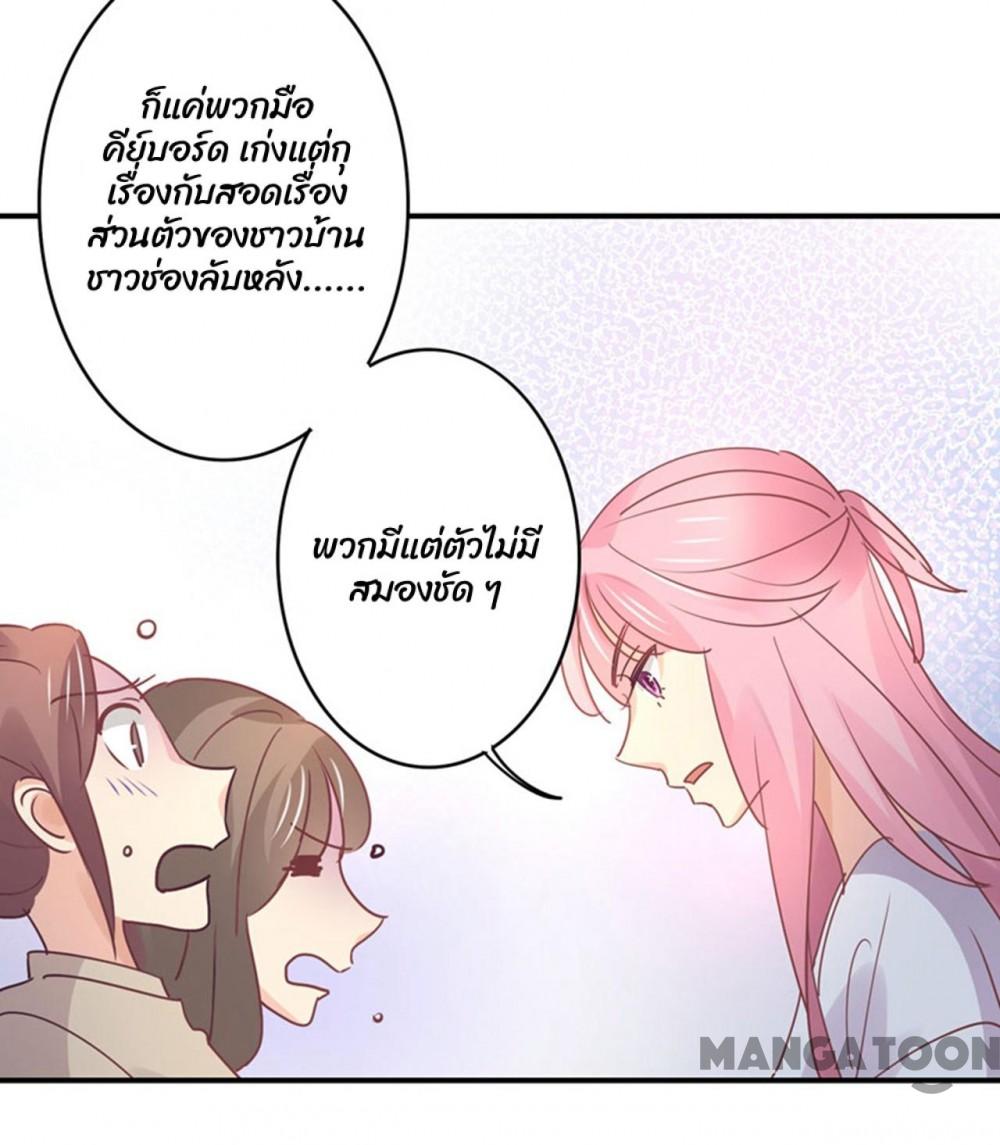 ก็แค่พวกมือ
คีย์บอร์ด เก่งแต่กุ
เรื่องกับสอดเรื่อง
ส่วนตัวของชาวบ้าน
ชาวช่องลับหลัง......
พวกมีแต่ตัวไม่มี
สมองชัด ๆ
MANGATOON